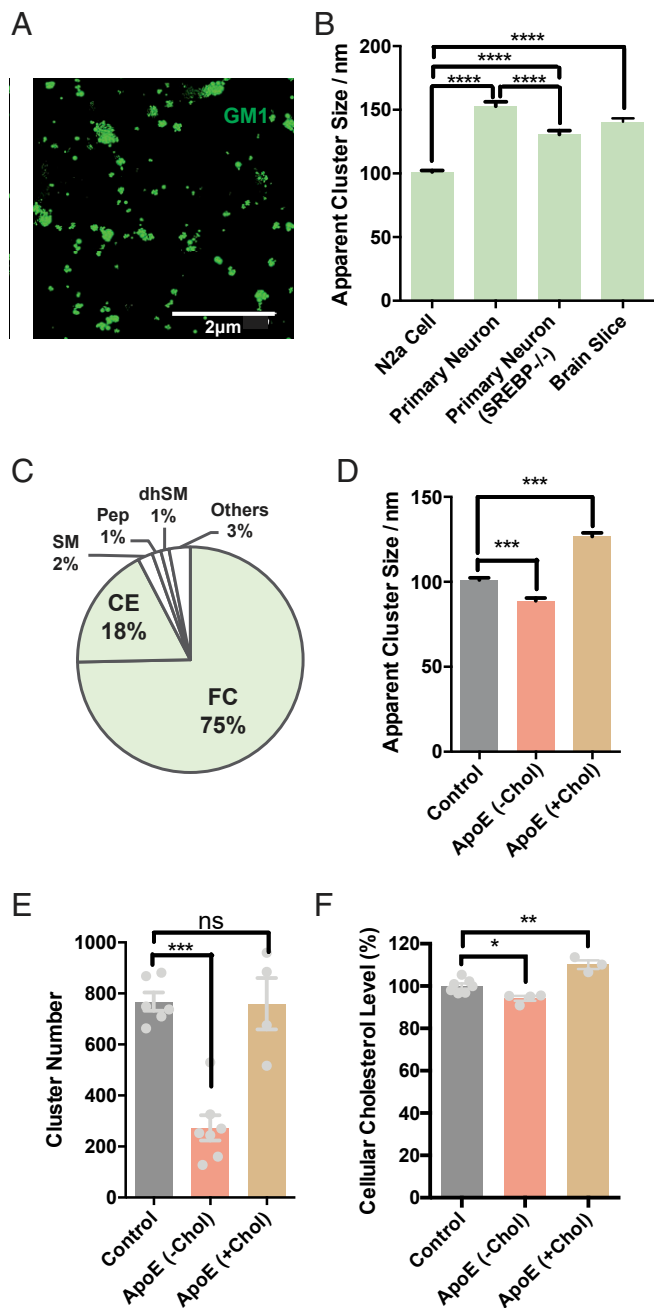 A
GM1
2μm
B
Apparent Cluster Size / nm
200
150
100
50
0
****
****
****
****
N2a Cell
Primary Neuron
Primary Neuron
(SREBP-/-)
Brain Slice
C
dhSM
1%
Pep
1%
Others
3%
SM
2%
CE
18%
FC
75%
D
Apparent Cluster Size / nm
150
100
50
0
***
***
Control
ApoE (-Chol)
ApoE (+Chol)
E
Cluster Number
1000
800
600
400
200
0
ns
***
Control
ApoE (-Chol)
ApoE (+Chol)
F
Cellular Cholesterol Level (%)
120
100
80
60
40
20
0
**
*
Control
ApoE (-Chol)
ApoE (+Chol)